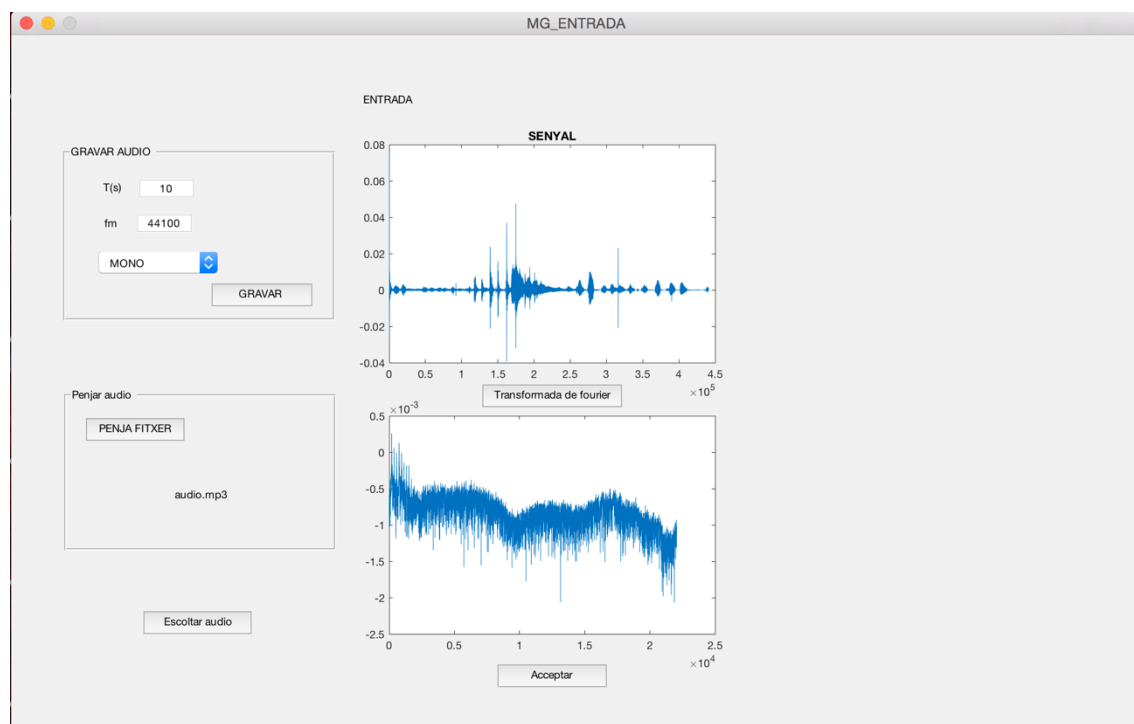 MG_ENTRADA
ENTRADA
GRAVAR AUDIO
T(s) 10
fm 44100
MONO
GRAVAR
Penjar audio
PENJA FITXER
audio.mp3
Escoltar audio
SENYAL
0.08
0.06
0.04
0.02
0
-0.02
-0.04
0 0.5 1 1.5 2 2.5 3 3.5 4 4.5
×10^5
Transformada de fourier
×10^-3
0.5
0
-0.5
-1
-1.5
-2
-2.5
0 0.5 1 1.5 2 2.5
×10^4
Acceptar